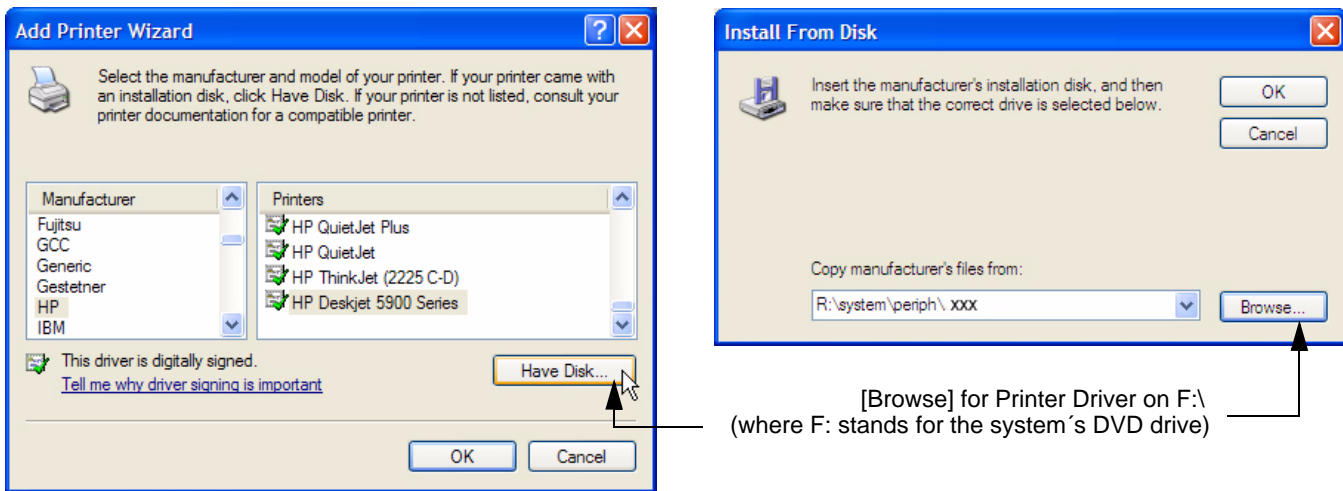 Add Printer Wizard
Select the manufacturer and model of your printer. If your printer came with
an installation disk, click Have Disk. If your printer is not listed, consult your
printer documentation for a compatible printer.
Manufacturer
Fujitsu
GCC
Generic
Gestetner
HP
IBM
Printers
HP QuietJet Plus
HP QuietJet
HP ThinkJet (2225 C-D)
HP Deskjet 5900 Series
This driver is digitally signed.
Tell me why driver signing is important
Have Disk...
OK
Cancel
Install From Disk
Insert the manufacturer's installation disk, and then
make sure that the correct drive is selected below.
OK
Cancel
Copy manufacturer's files from:
R:\system\periph\ xxx
Browse...
[Browse] for Printer Driver on F:\
(where F: stands for the system´s DVD drive)